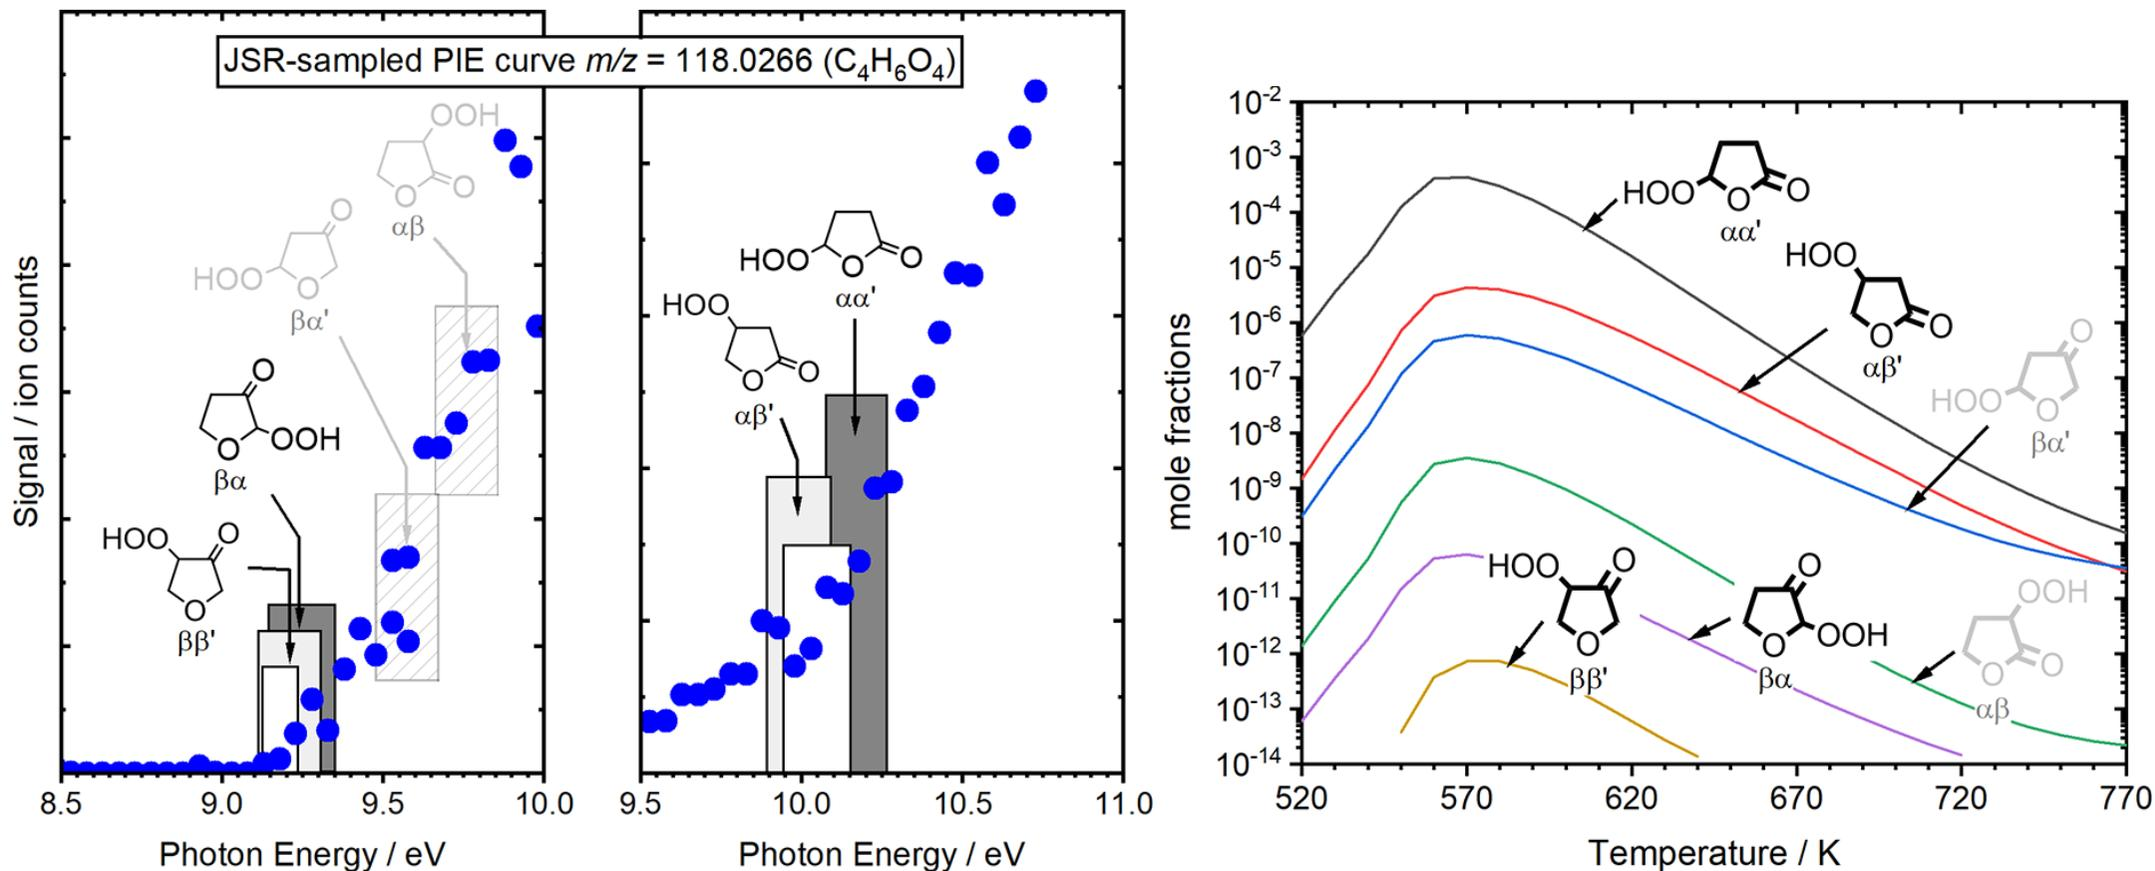 JSR-sampled PIE curve m/z = 118.0266 (C₄H₆O₄)
Signal / ion counts
OOH
O
O
αβ
O
HOO
O
βα'
O
O
OOH
βα
HOO
O
O
ββ'
8.5 9.0 9.5 10.0
Photon Energy / eV
HOO
O
O
αα'
HOO
O
O
αβ'
9.5 10.0 10.5 11.0
Photon Energy / eV
mole fractions
10⁻²
10⁻³
10⁻⁴
10⁻⁵
10⁻⁶
10⁻⁷
10⁻⁸
10⁻⁹
10⁻¹⁰
10⁻¹¹
10⁻¹²
10⁻¹³
10⁻¹⁴
HOO
O
O
αα'
HOO
O
O
αβ'
O
HOO
O
βα'
HOO
O
O
ββ'
O
O
OOH
βα
OOH
O
O
αβ
520 570 620 670 720 770
Temperature / K